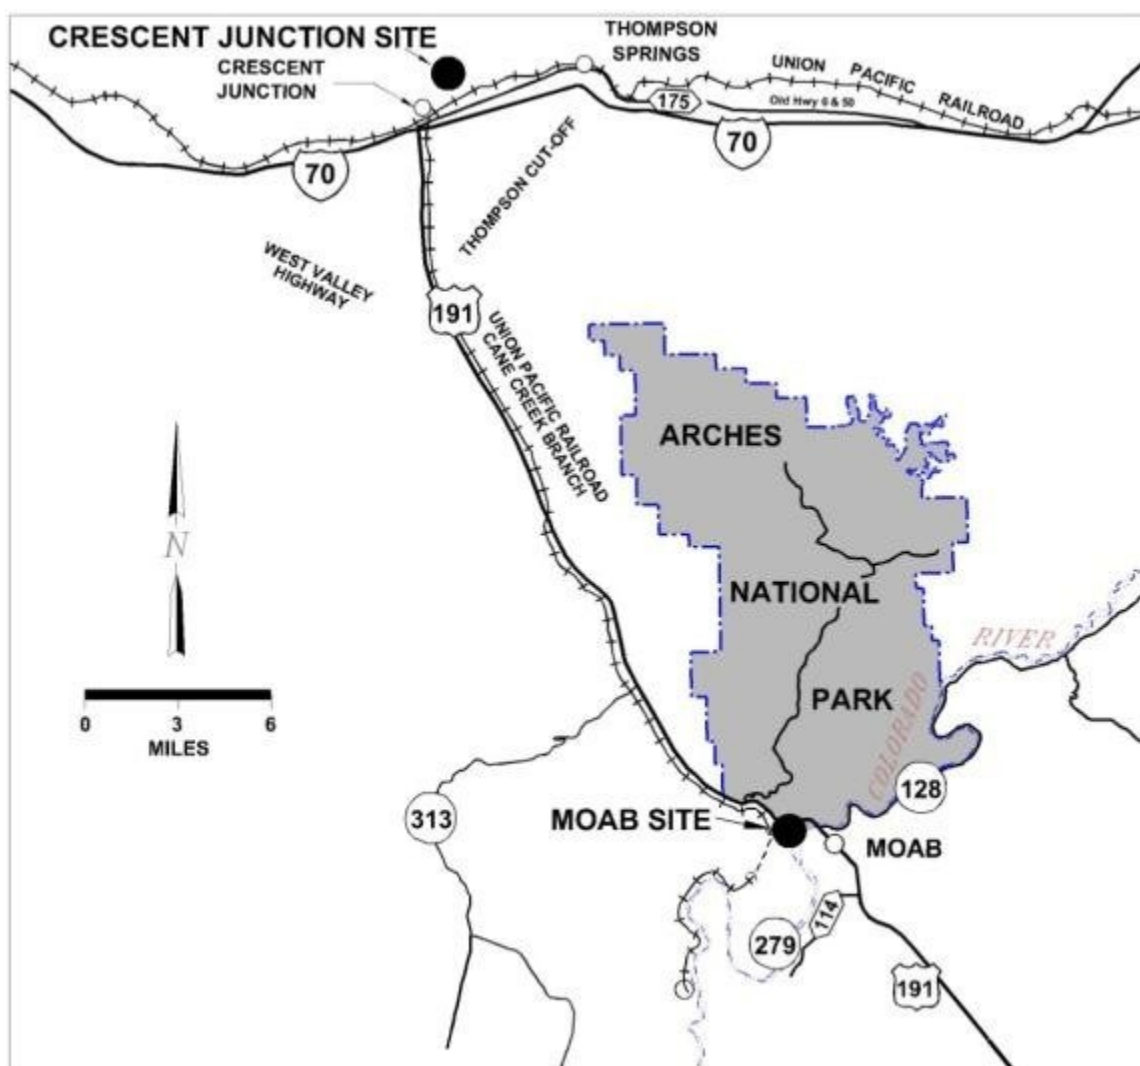 CRESCENT JUNCTION SITE
CRESCENT
JUNCTION
THOMPSON
SPRINGS
UNION PACIFIC RAILROAD
175
Old Hwy 6 & 50
70
70
THOMPSON CUT-OFF
WEST VALLEY
HIGHWAY
191
UNION PACIFIC RAILROAD
CANE CREEK BRANCH
ARCHES
NATIONAL
PARK
N
RIVER
COLORADO
0 3 6
MILES
128
313
MOAB SITE
MOAB
114
279
191